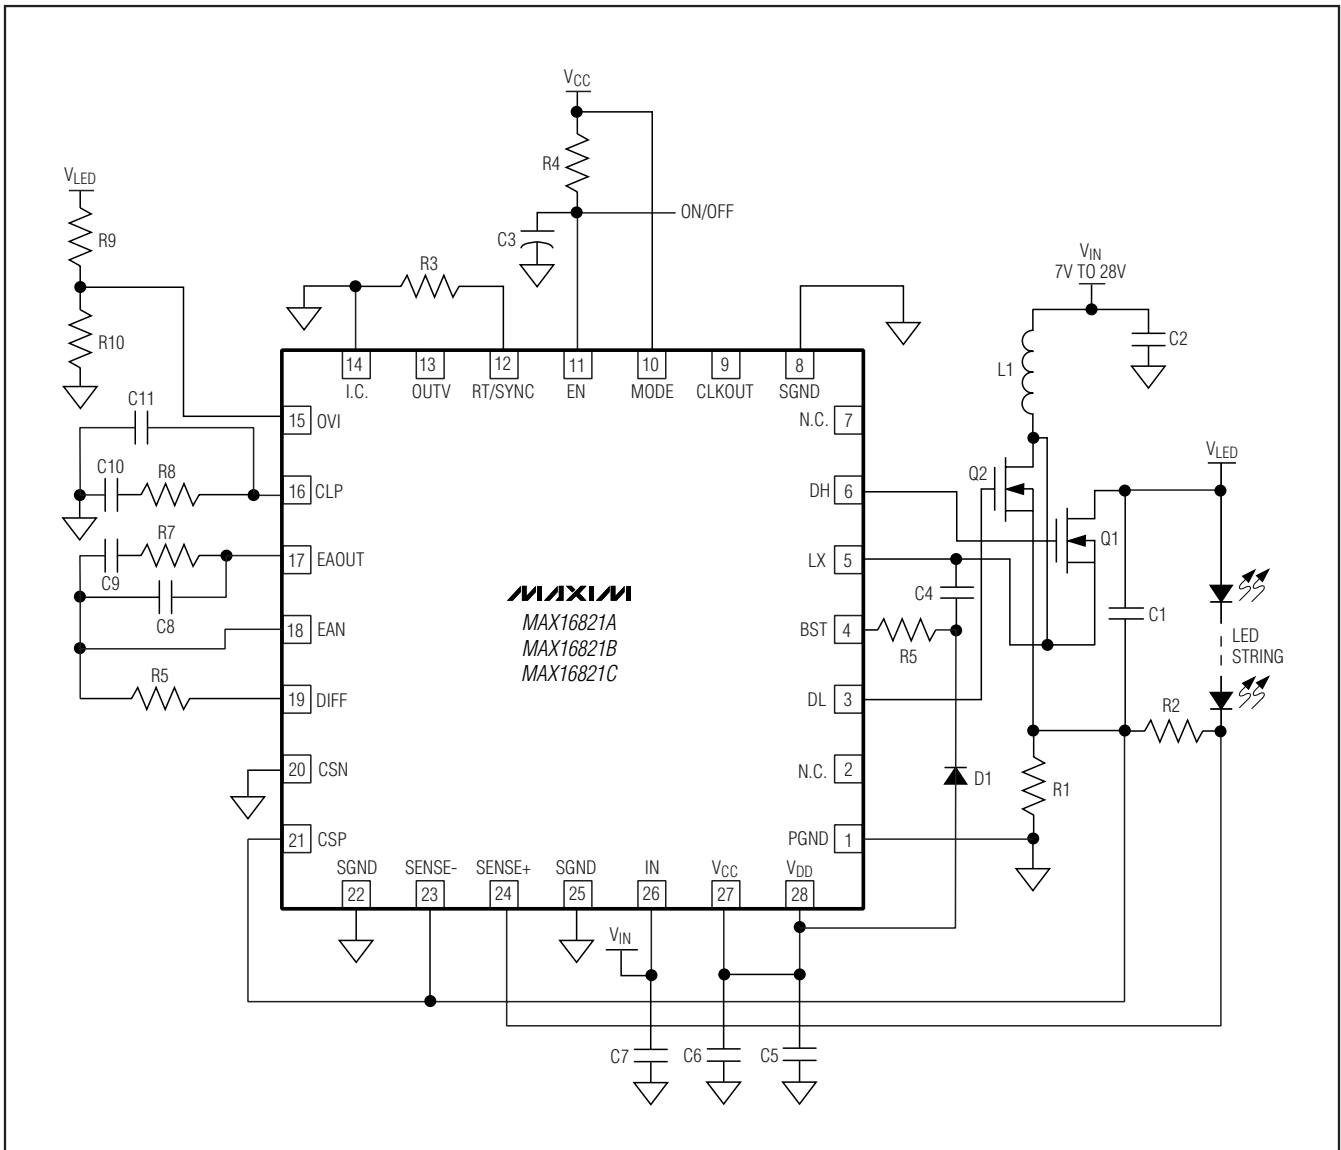 VCC
R4
ON/OFF
C3
VLED
R9
R10
R3
VIN
7V TO 28V
C2
L1
14
13
12
11
10
9
8
I.C.
OUTV
RT/SYNC
EN
MODE
CLKOUT
SGND
C11
15 OVI
N.C. 7
C10
R8
16 CLP
DH 6
Q2
VLED
R7
17 EAOUT
LX 5
Q1
C9
C8
C4
C1
MAXIM
MAX16821A
MAX16821B
MAX16821C
18 EAN
BST 4
R5
LED
STRING
R5
19 DIFF
DL 3
R2
20 CSN
N.C. 2
D1
R1
21 CSP
PGND 1
SGND
SENSE-
SENSE+
SGND
IN
VCC
VDD
22
23
24
25
26
27
28
VIN
C7
C6
C5